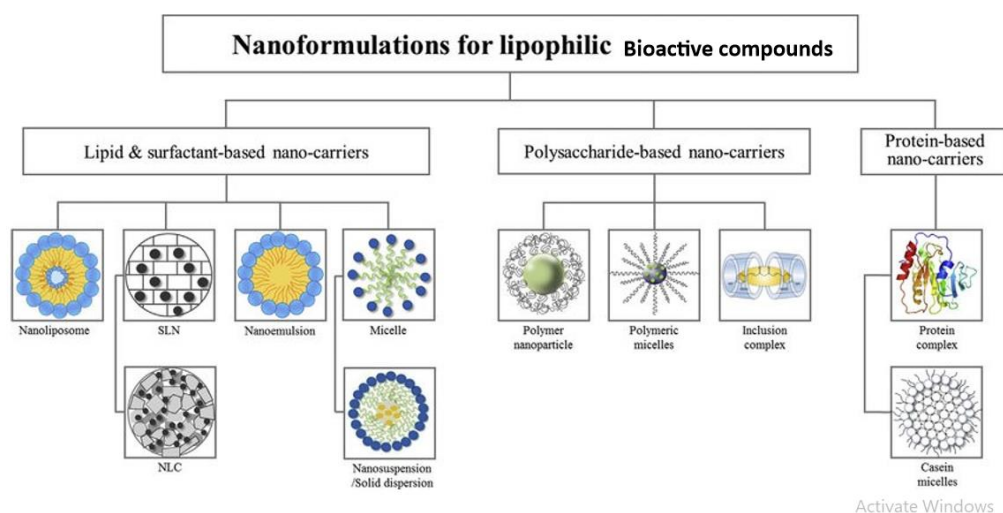 Nanoformulations for lipophilic Bioactive compounds
Lipid & surfactant-based nano-carriers
Polysaccharide-based nano-carriers
Protein-based
nano-carriers
Nanoliposome
SLN
Nanoemulsion
Micelle
Polymer
nanoparticle
Polymeric
micelles
Inclusion
complex
Protein
complex
NLC
Nanosuspension
/Solid dispersion
Casein
micelles
Activate Windows